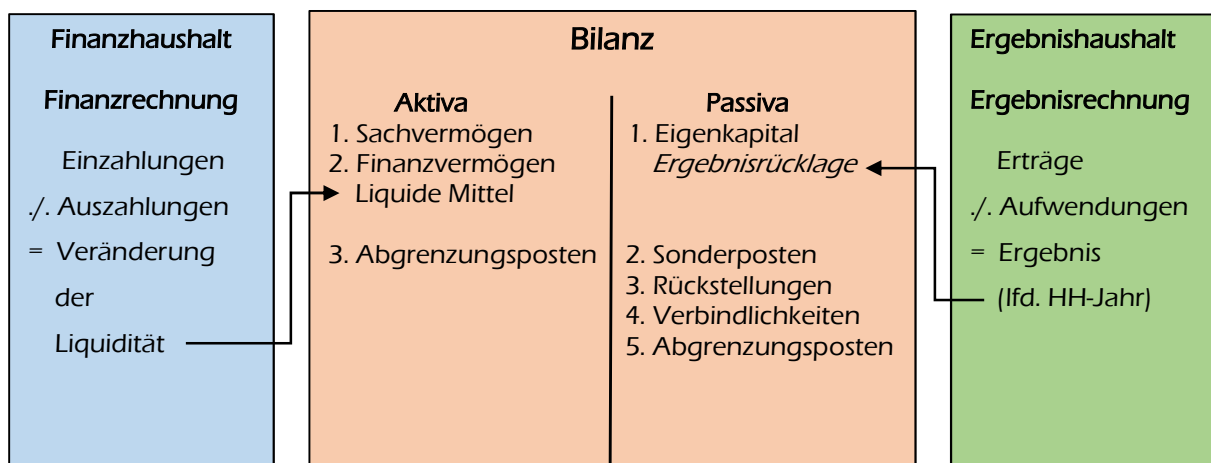 Finanzhaushalt
Finanzrechnung
Einzahlungen
./. Auszahlungen
= Veränderung
der
Liquidität
Bilanz
Aktiva
1. Sachvermögen
2. Finanzvermögen
Liquide Mittel
3. Abgrenzungsposten
Passiva
1. Eigenkapital
Ergebnisrücklage
2. Sonderposten
3. Rückstellungen
4. Verbindlichkeiten
5. Abgrenzungsposten
Ergebnishaushalt
Ergebnisrechnung
Erträge
./. Aufwendungen
= Ergebnis
(lfd. HH-Jahr)